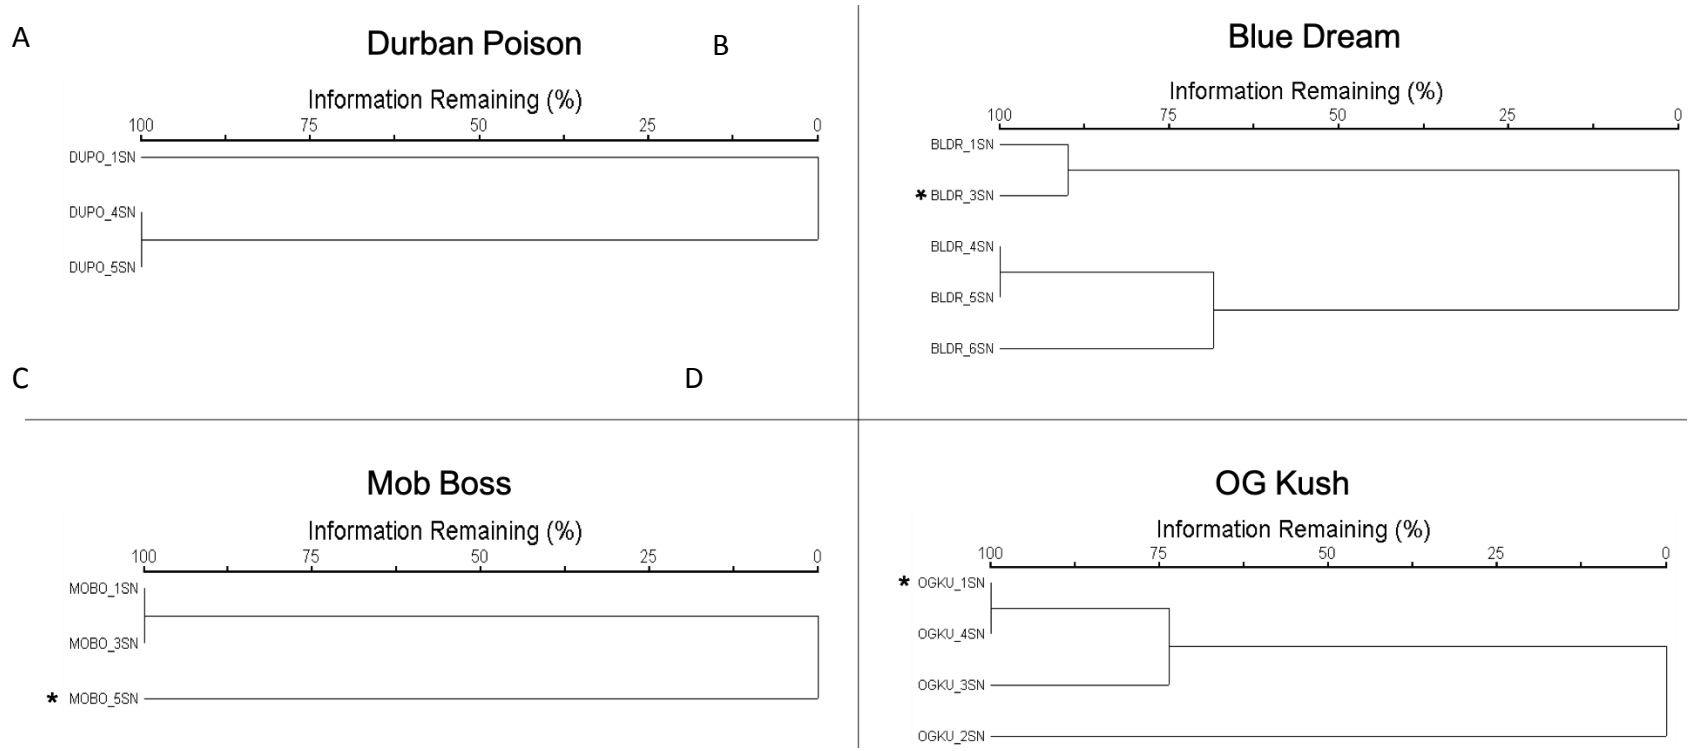 A
Durban Poison
Information Remaining (%)
100 75 50 25 0
DUPO_1SN
DUPO_4SN
DUPO_5SN
B
Blue Dream
Information Remaining (%)
100 75 50 25 0
BLDR_1SN
* BLDR_3SN
BLDR_4SN
BLDR_5SN
BLDR_6SN
C
Mob Boss
Information Remaining (%)
100 75 50 25 0
MOBO_1SN
MOBO_3SN
* MOBO_5SN
D
OG Kush
Information Remaining (%)
100 75 50 25 0
* OGKU_1SN
OGKU_4SN
OGKU_3SN
OGKU_2SN